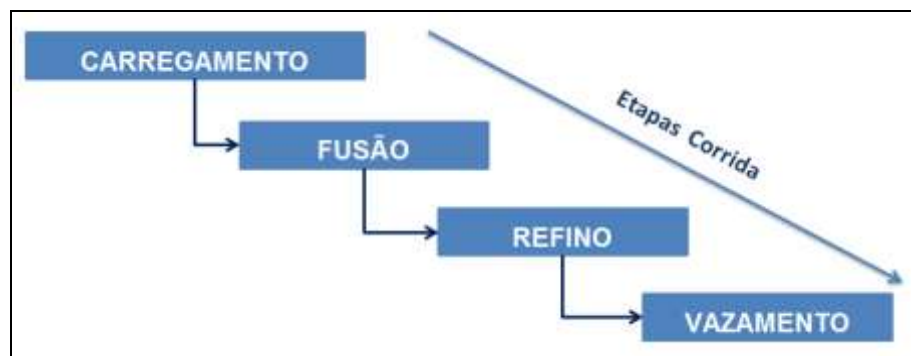 CARREGAMENTO
Etapas Corrida
FUSÃO
REFINO
VAZAMENTO